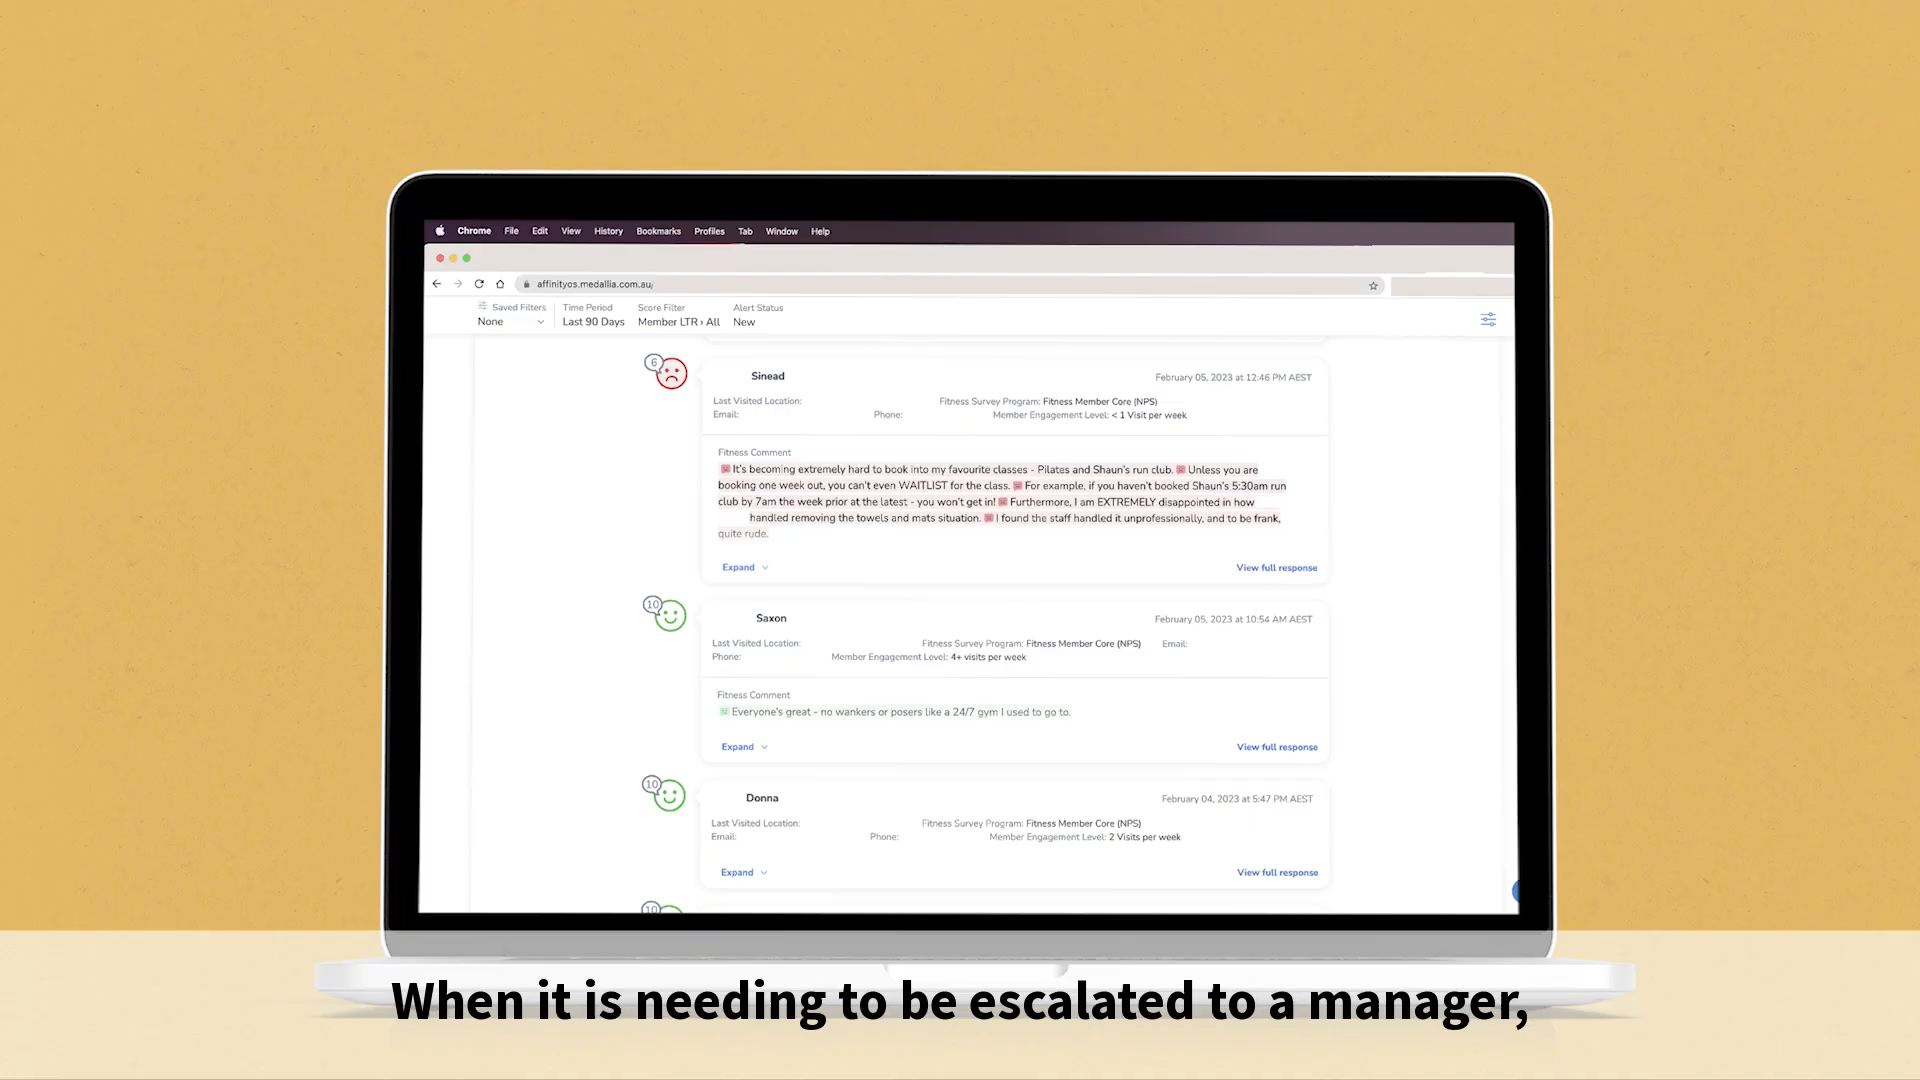 Chrome File Edit View History Bookmarks Profiles Tab Window Help
affinityos.medallia.com.au/
Saved Filters Time Period Score Filter Alert Status
None Last 90 Days Member LTR › All New
6
Sinead February 05, 2023 at 12:46 PM AEST
Last Visited Location: Fitness Survey Program: Fitness Member Core (NPS)
Email: Phone: Member Engagement Level: < 1 Visit per week
Fitness Comment
It's becoming extremely hard to book into my favourite classes - Pilates and Shaun's run club. Unless you are
booking one week out, you can't even WAITLIST for the class. For example, if you haven't booked Shaun's 5:30am run
club by 7am the week prior at the latest - you won't get in! Furthermore, I am EXTREMELY disappointed in how
handled removing the towels and mats situation. I found the staff handled it unprofessionally, and to be frank,
quite rude.
Expand View full response
10
Saxon February 05, 2023 at 10:54 AM AEST
Last Visited Location: Fitness Survey Program: Fitness Member Core (NPS) Email:
Phone: Member Engagement Level: 4+ visits per week
Fitness Comment
Everyone's great - no wankers or posers like a 24/7 gym I used to go to.
Expand View full response
10
Donna February 04, 2023 at 5:47 PM AEST
Last Visited Location: Fitness Survey Program: Fitness Member Core (NPS)
Email: Phone: Member Engagement Level: 2 Visits per week
Expand View full response
10
When it is needing to be escalated to a manager,